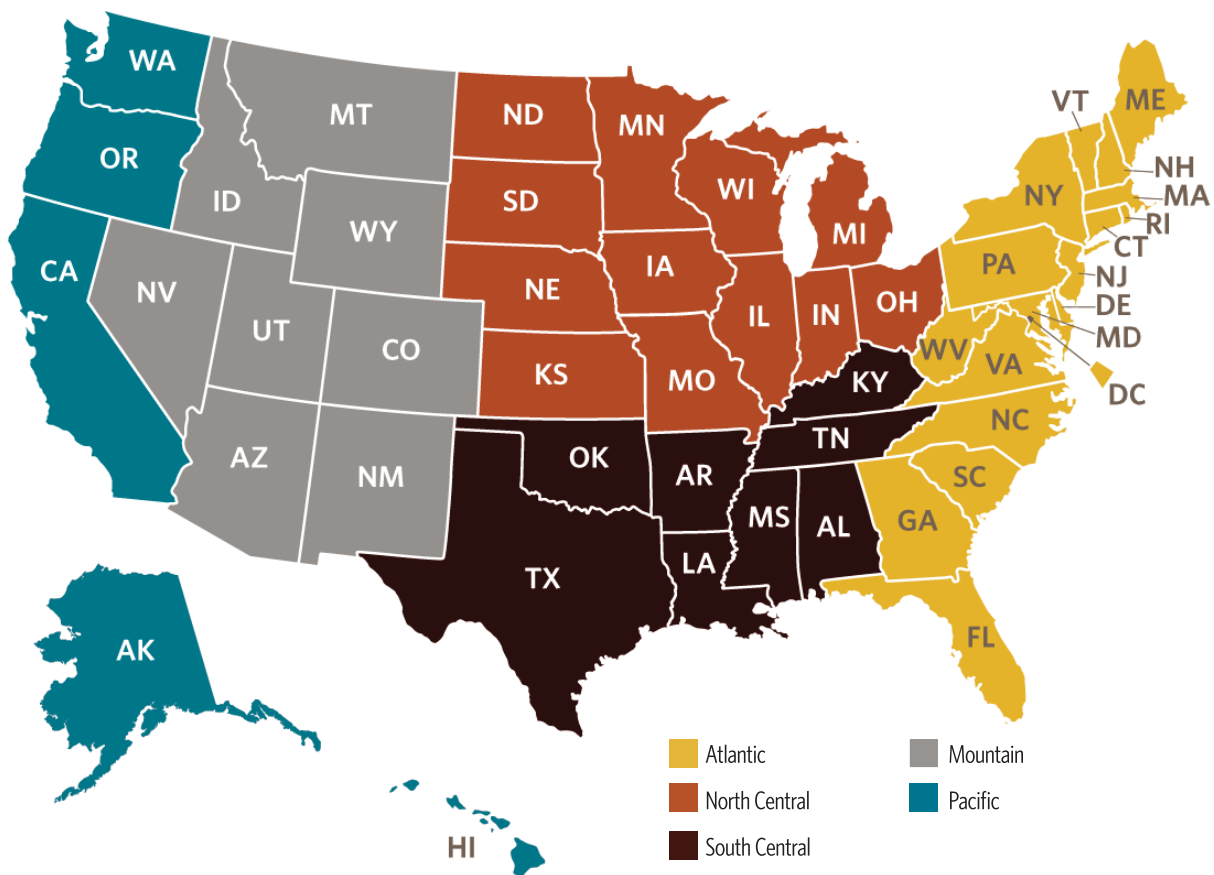 WA
MT
ND
MN
VT
ME
OR
ID
SD
WI
NY
NH
MA
WY
MI
RI
CT
CA
NV
NE
IA
PA
NJ
UT
CO
IL
IN
OH
DE
MD
KS
MO
WV
VA
KY
DC
AZ
NM
OK
AR
TN
NC
SC
TX
LA
MS
AL
GA
FL
AK
HI
Atlantic
North Central
South Central
Mountain
Pacific